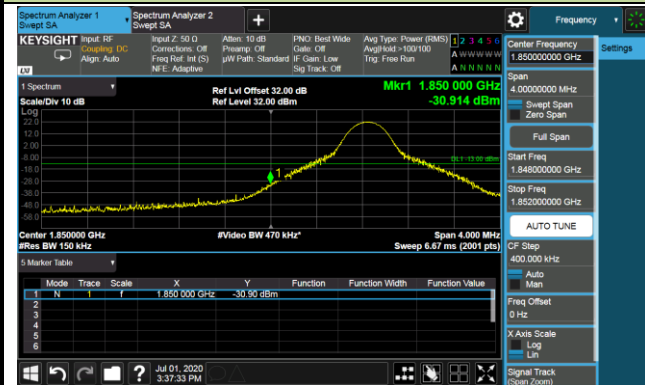 Spectrum Analyzer 1
Swept SA
Spectrum Analyzer 2
Swept SA
+
Frequency
KEYSIGHT
Input: RF
Coupling: DC
Align: Auto
Input Z: 50 Ω
Corrections: Off
Freq Ref: Int (S)
NFE: Adaptive
Atten: 10 dB
Preamp: Off
µW Path: Standard
PNO: Best Wide
Gate: Off
IF Gain: Low
Sig Track: Off
Avg Type: Power (RMS)
Avg|Hold:>100/100
Trig: Free Run
1 2 3 4 5 6
A W W W W W
A N N N N N
LXI
1 Spectrum
Scale/Div 10 dB
Ref Lvl Offset 32.00 dB
Ref Level 32.00 dBm
Mkr1 1.850 000 GHz
-30.914 dBm
Log
22.0
12.0
2.00
-8.00
-18.0
-28.0
-38.0
-48.0
-58.0
DL1 -13.00 dBm
1
Center 1.850000 GHz
#Res BW 150 kHz
#Video BW 470 kHz*
Span 4.000 MHz
Sweep 6.67 ms (2001 pts)
5 Marker Table
Mode Trace Scale X Y Function Function Width Function Value
1 N 1 f 1.850 000 GHz -30.90 dBm
2
3
4
5
6
Jul 01, 2020
3:37:33 PM
Center Frequency
1.850000000 GHz
Settings
Span
4.00000000 MHz
Swept Span
Zero Span
Full Span
Start Freq
1.848000000 GHz
Stop Freq
1.852000000 GHz
AUTO TUNE
CF Step
400.000 kHz
Auto
Man
Freq Offset
0 Hz
X Axis Scale
Log
Lin
Signal Track
(Span Zoom)